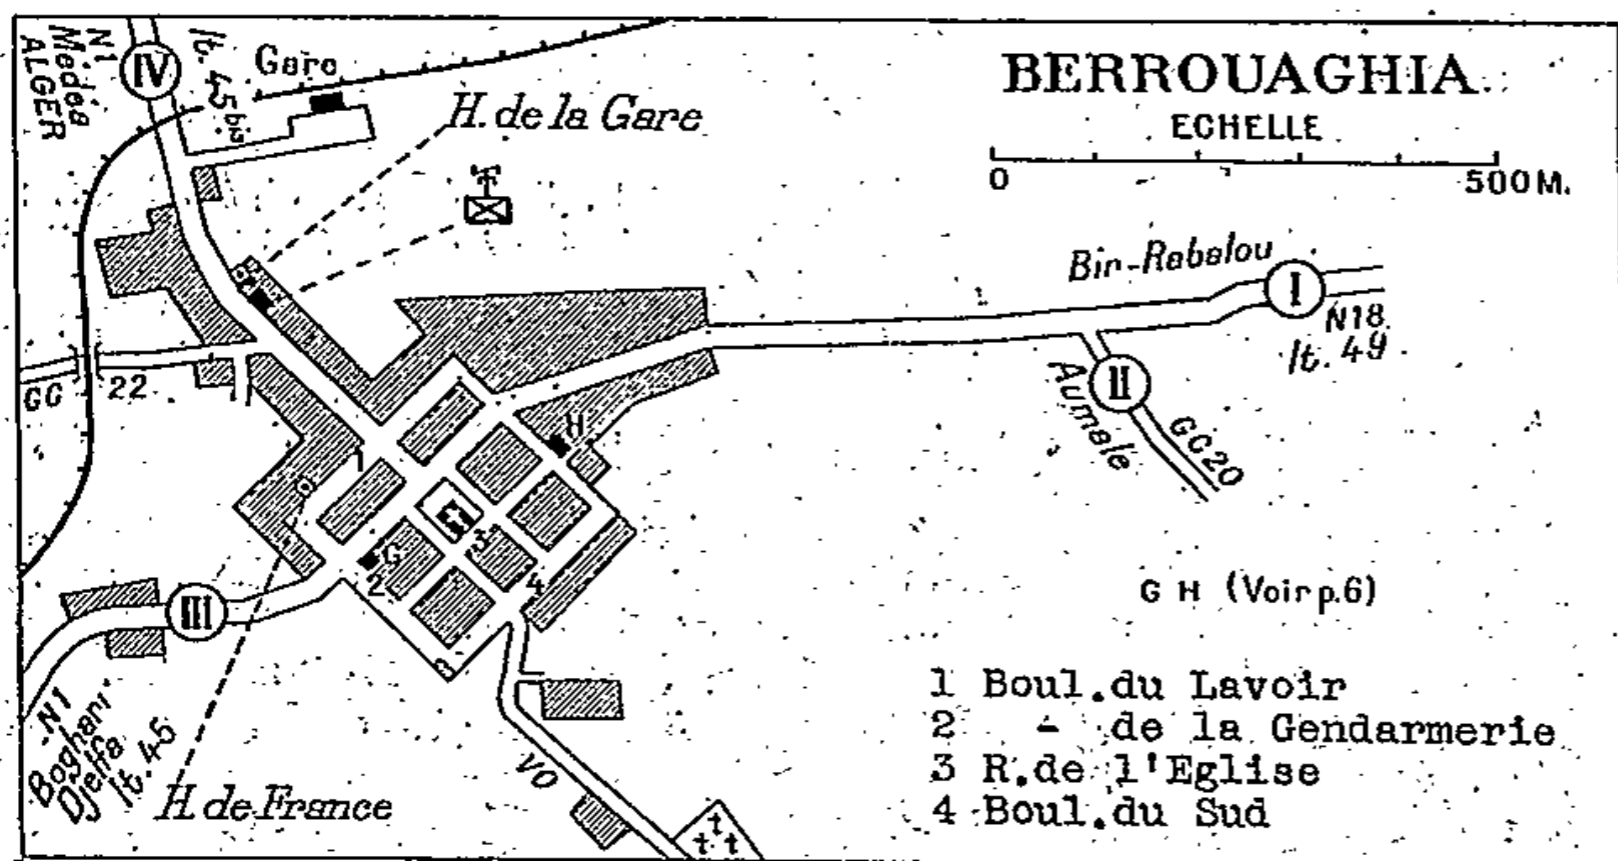 BERROUAGHIA
ECHELLE
0 500 M.
N1
Médéa
ALGER
IV
It. 45 bis
Gare
H. de la Gare
Bir-Rabalou
I
N18
It. 49
II
Aumale
GC20
GC 22
H
1
3
G
2
4
III
N1
Boghari
Djelfa
It. 46
H. de France
VO
G H (Voir p.6)
1 Boul. du Lavoir
2 - de la Gendarmerie
3 R. de l'Eglise
4 Boul. du Sud